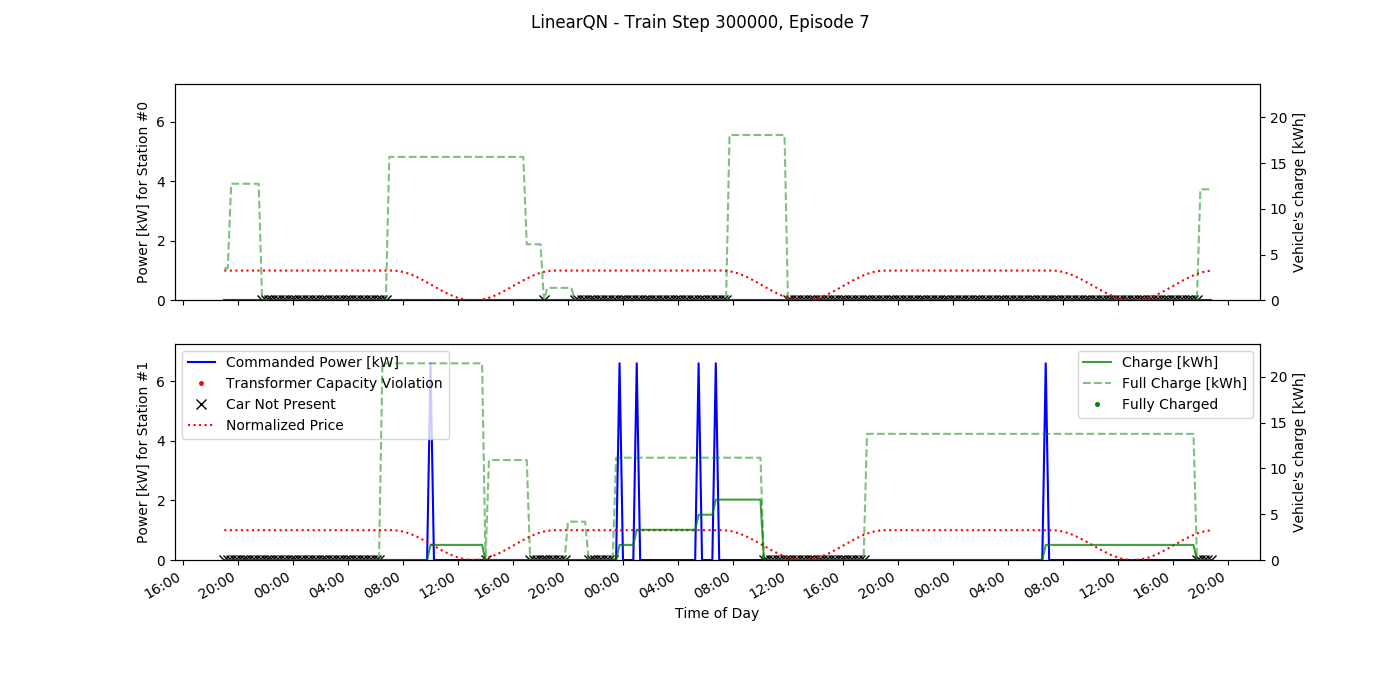 LinearQN - Train Step 300000, Episode 7
Power [kW] for Station #0
0
2
4
6
0
5
10
15
20
Vehicle's charge [kWh]
Power [kW] for Station #1
0
2
4
6
Commanded Power [kW]
Transformer Capacity Violation
Car Not Present
Normalized Price
Charge [kWh]
Full Charge [kWh]
Fully Charged
0
5
10
15
20
Vehicle's charge [kWh]
16:00 20:00 00:00 04:00 08:00 12:00 16:00 20:00 00:00 04:00 08:00 12:00 16:00 20:00 00:00 04:00 08:00 12:00 16:00 20:00
Time of Day